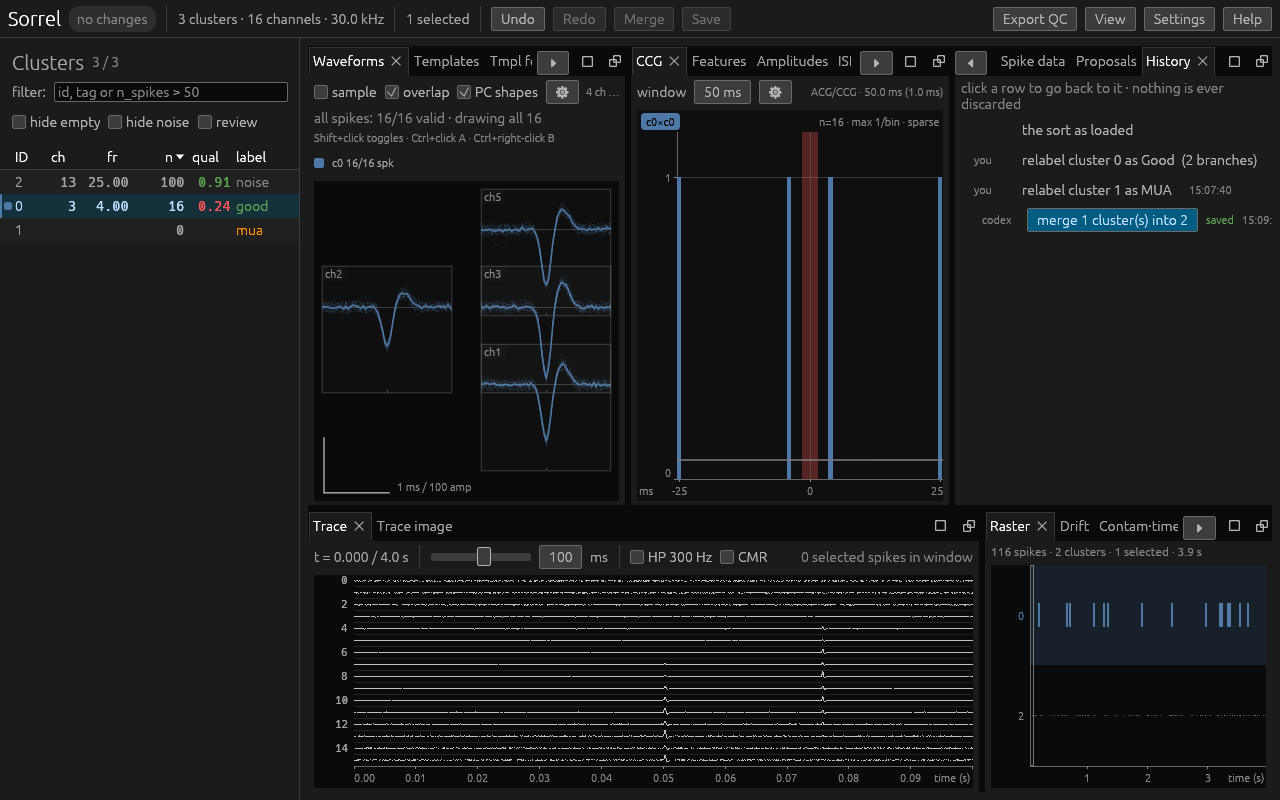 Sorrel no changes 3 clusters · 16 channels · 30.0 kHz 1 selected Undo Redo Merge Save Export QC View Settings Help
Clusters 3 / 3
filter: id, tag or n_spikes > 50
hide empty hide noise review
ID ch fr n qual label
2 13 25.00 100 0.91 noise
0 3 4.00 16 0.24 good
1 0 mua
Waveforms Templates Tmpl f
sample overlap PC shapes 4 ch ...
all spikes: 16/16 valid · drawing all 16
Shift+click toggles · Ctrl+click A · Ctrl+right-click B
c0 16/16 spk
ch5
ch3
ch2
ch1
1 ms / 100 amp
CCG Features Amplitudes ISI
window 50 ms ACG/CCG · 50.0 ms (1.0 ms)
c0×c0 n=16 · max 1/bin · sparse
1
0
ms -25 0 25
Spike data Proposals History
click a row to go back to it · nothing is ever
discarded
the sort as loaded
you relabel cluster 0 as Good (2 branches)
you relabel cluster 1 as MUA 15:07:40
codex merge 1 cluster(s) into 2 saved 15:09:
Trace Trace image
t = 0.000 / 4.0 s 100 ms HP 300 Hz CMR 0 selected spikes in window
0
2
4
6
8
10
12
14
0.00 0.01 0.02 0.03 0.04 0.05 0.06 0.07 0.08 0.09 time (s)
Raster Drift Contam·time
116 spikes · 2 clusters · 1 selected · 3.9 s
0
2
1 2 3 time (s)